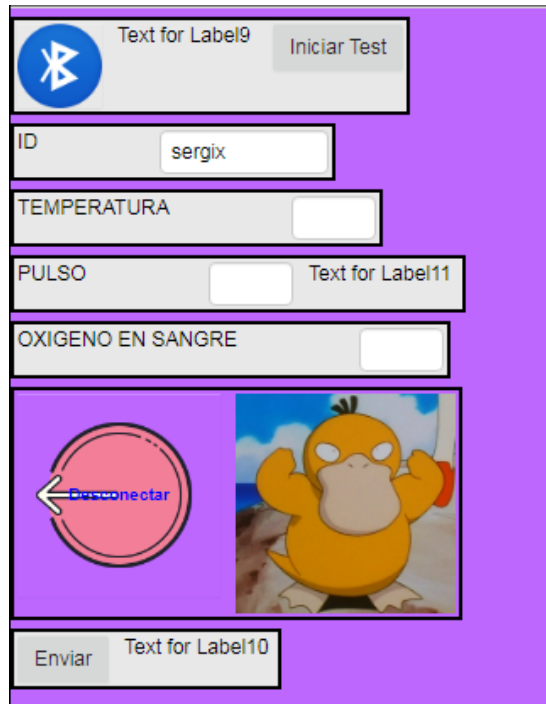 Text for Label9
Iniciar Test
ID
sergix
TEMPERATURA
PULSO
Text for Label11
OXIGENO EN SANGRE
Desconectar
Enviar
Text for Label10